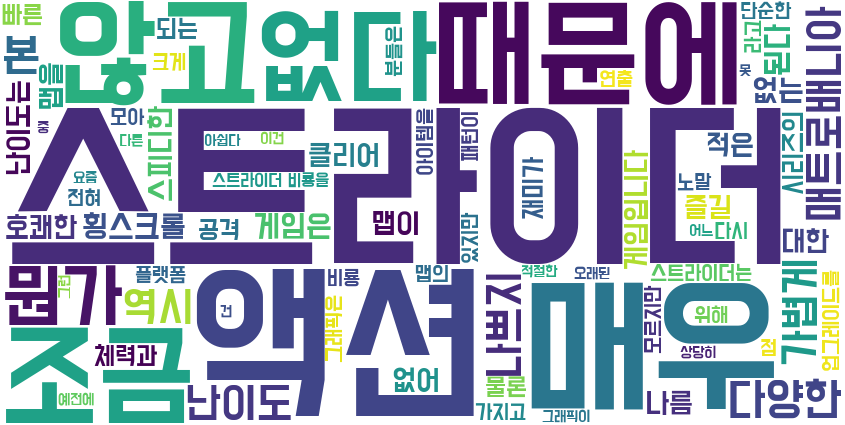 빠른
되는
크게
본
않고
없다
분들은
때문에
연출
단순한
라고
못
된다
없는
맵을
난이도는
중
모아
다른
스피디한
아쉽다
이건
클리어
아이템을
패턴이
스트라이더
재미가
적은
시리즈의
매트로배니아
요즘
전혀
스트라이더 비룡을
노말
즐길
호쾌한
횡스크롤
공격
게임은
맵이
있지만
게임입니다
어느
다시
대한
뭔가
그런
플랫폼
역시
건
비룡
그래픽은
액션
맵의
나쁘지
적절한
오래된
스트라이더는
매우
모르지만
위해
상당히
점
가볍게
업그레이드를
조금
체력과
예전에
난이도
없어
물론
가지고
그래픽이
나름
다양한